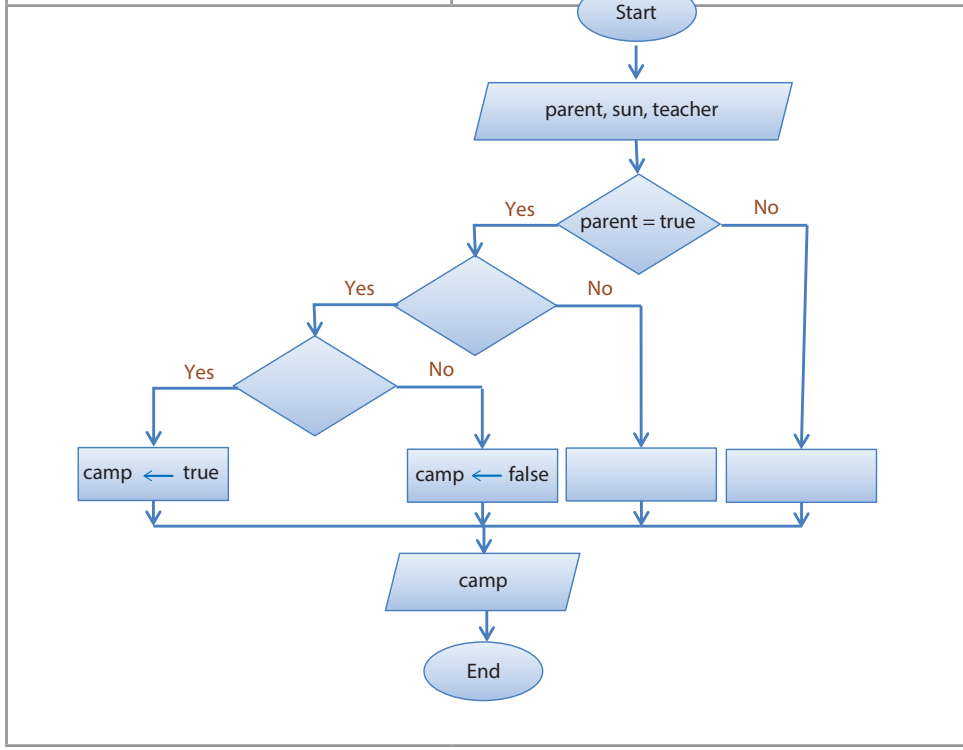 Start
parent, sun, teacher
parent = true
Yes
No
Yes
No
Yes
No
camp ← true
camp ← false
camp
End